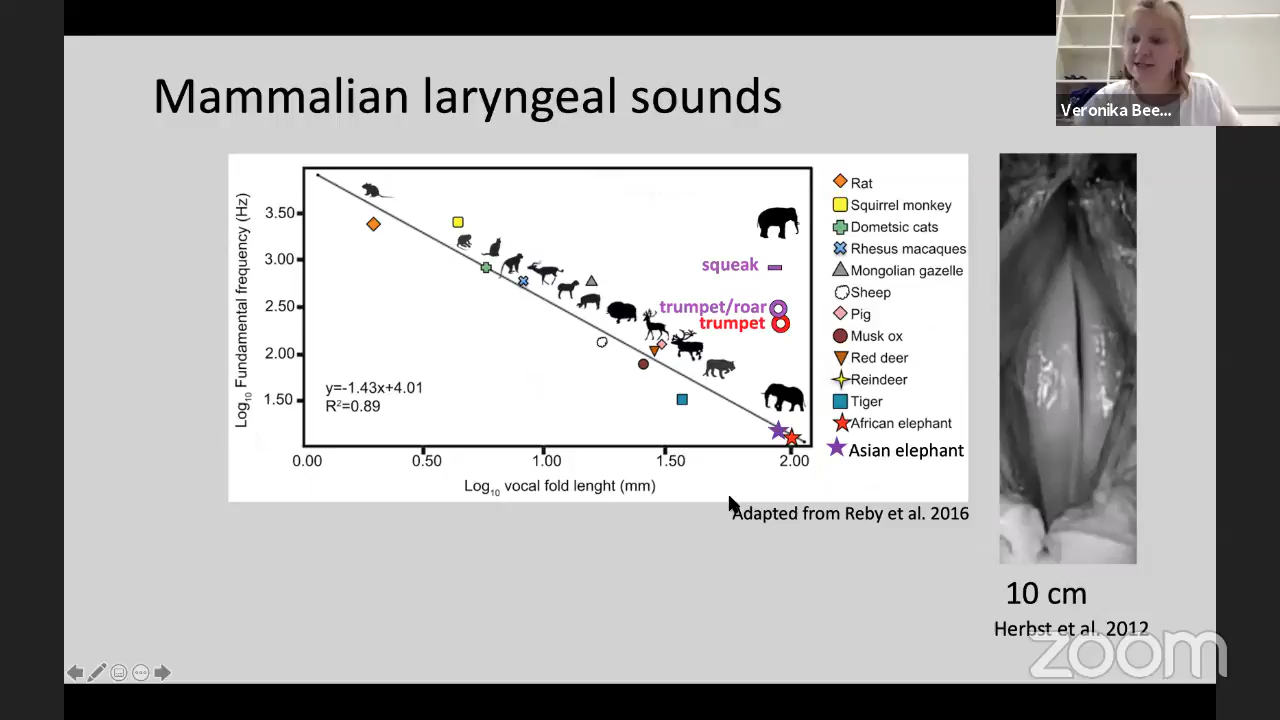 Mammalian laryngeal sounds
Veronika Bee...
Log10 Fundamental frequency (Hz)
3.50
3.00
2.50
2.00
1.50
squeak
trumpet/roar
trumpet
y=-1.43x+4.01
R²=0.89
0.00 0.50 1.00 1.50 2.00
Log10 vocal fold lenght (mm)
Rat
Squirrel monkey
Dometsic cats
Rhesus macaques
Mongolian gazelle
Sheep
Pig
Musk ox
Red deer
Reindeer
Tiger
African elephant
Asian elephant
Adapted from Reby et al. 2016
10 cm
Herbst et al. 2012
zoom